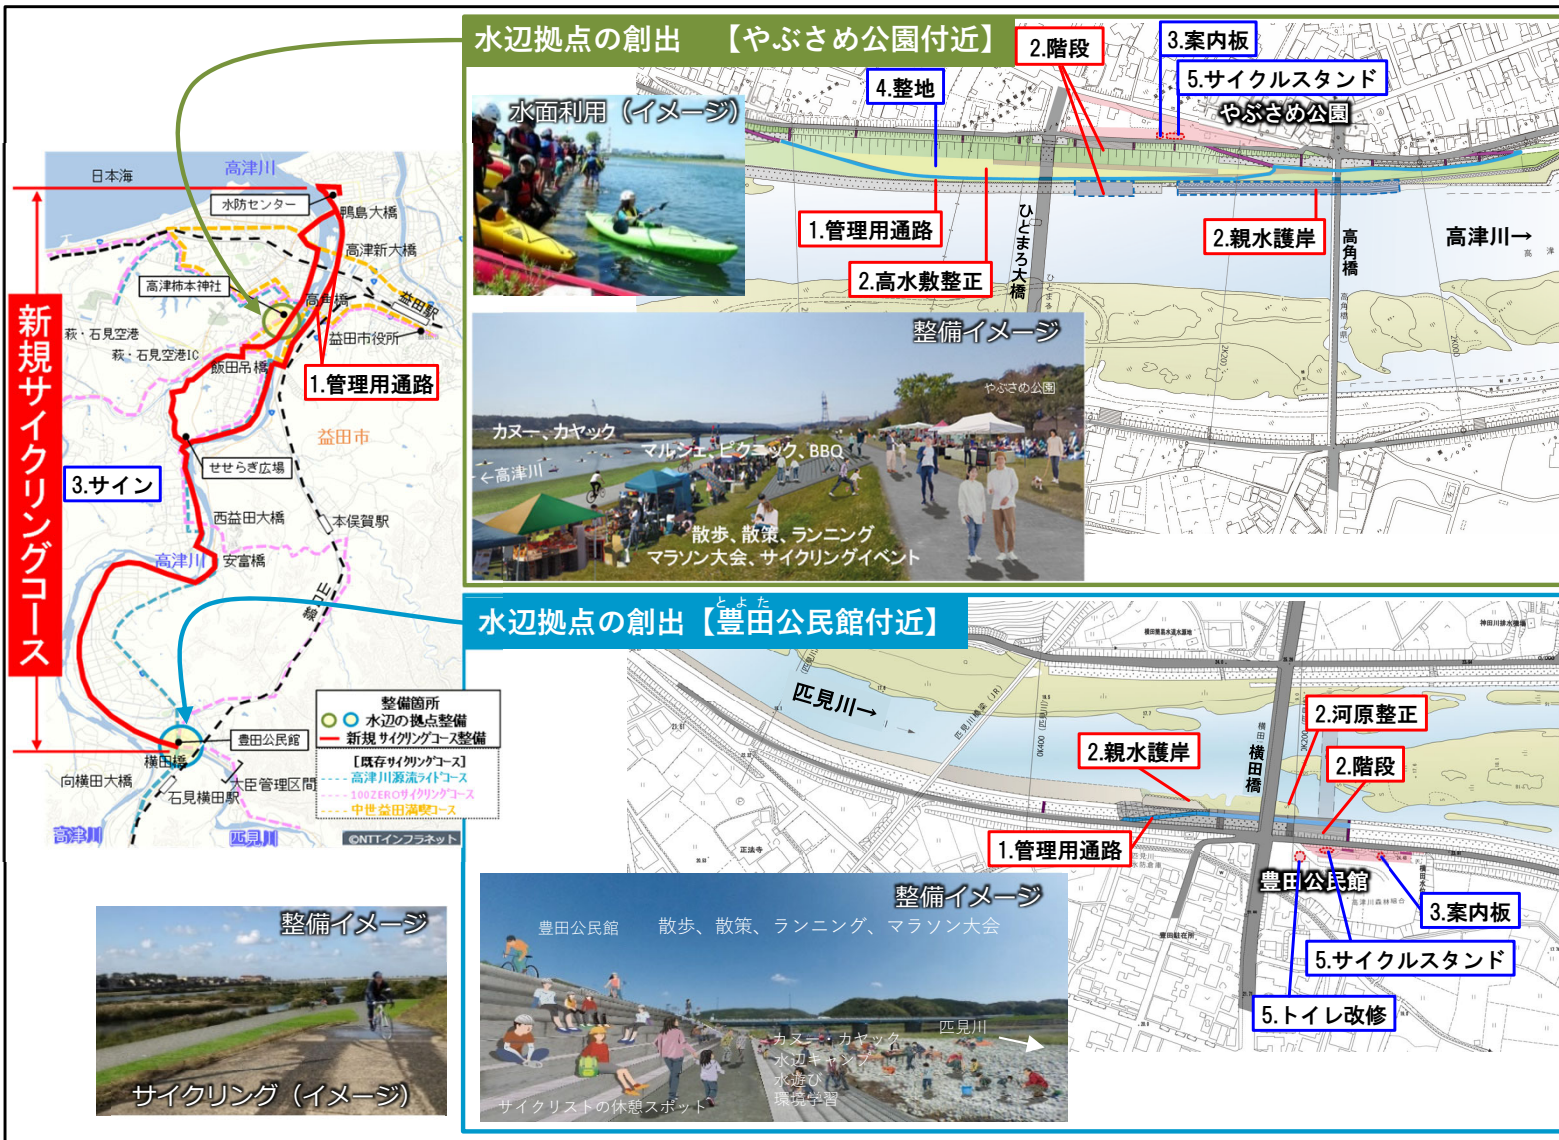 水辺拠点の創出 【やぶさめ公園付近】
水面利用（イメージ）
4.整地
2.階段
3.案内板
5.サイクルスタンド
やぶさめ公園
1.管理用通路
2.高水敷整正
ひとまろ大橋
2.親水護岸
高角橋
高津川→
2K200
2K000
整備イメージ
やぶさめ公園
カヌー、カヤック
マルシェ、ピクニック、BBQ
←高津川
散歩、散策、ランニング
マラソン大会、サイクリングイベント
新規サイクリングコース
日本海
高津川
水防センター
鴨島大橋
高津新大橋
高津柿本神社
高角橋
益田駅
萩・石見空港
萩・石見空港IC
益田市役所
飯田吊橋
1.管理用通路
益田市
せせらぎ広場
3.サイン
西益田大橋
本俣賀駅
高津川
安富橋
JR山口線
豊田公民館
横田橋
向横田大橋
石見横田駅
大臣管理区間
高津川
匹見川
整備箇所
水辺の拠点整備
新規サイクリングコース整備
[既存サイクリングコース]
高津川源流ライドコース
100ZEROサイクリングコース
中世益田満喫コース
©NTTインフラネット
整備イメージ
サイクリング（イメージ）
とよた
水辺拠点の創出【豊田公民館付近】
匹見川→
匹見川橋梁（JR）
0K400（匹見川）
0K200
横田橋
2.河原整正
2.親水護岸
2.階段
1.管理用通路
正法寺
豊田公民館
豊田駐在所
3.案内板
5.サイクルスタンド
5.トイレ改修
整備イメージ
豊田公民館
散歩、散策、ランニング、マラソン大会
匹見川
カヌー・カヤック
水辺キャンプ
水遊び
環境学習
サイクリストの休憩スポット